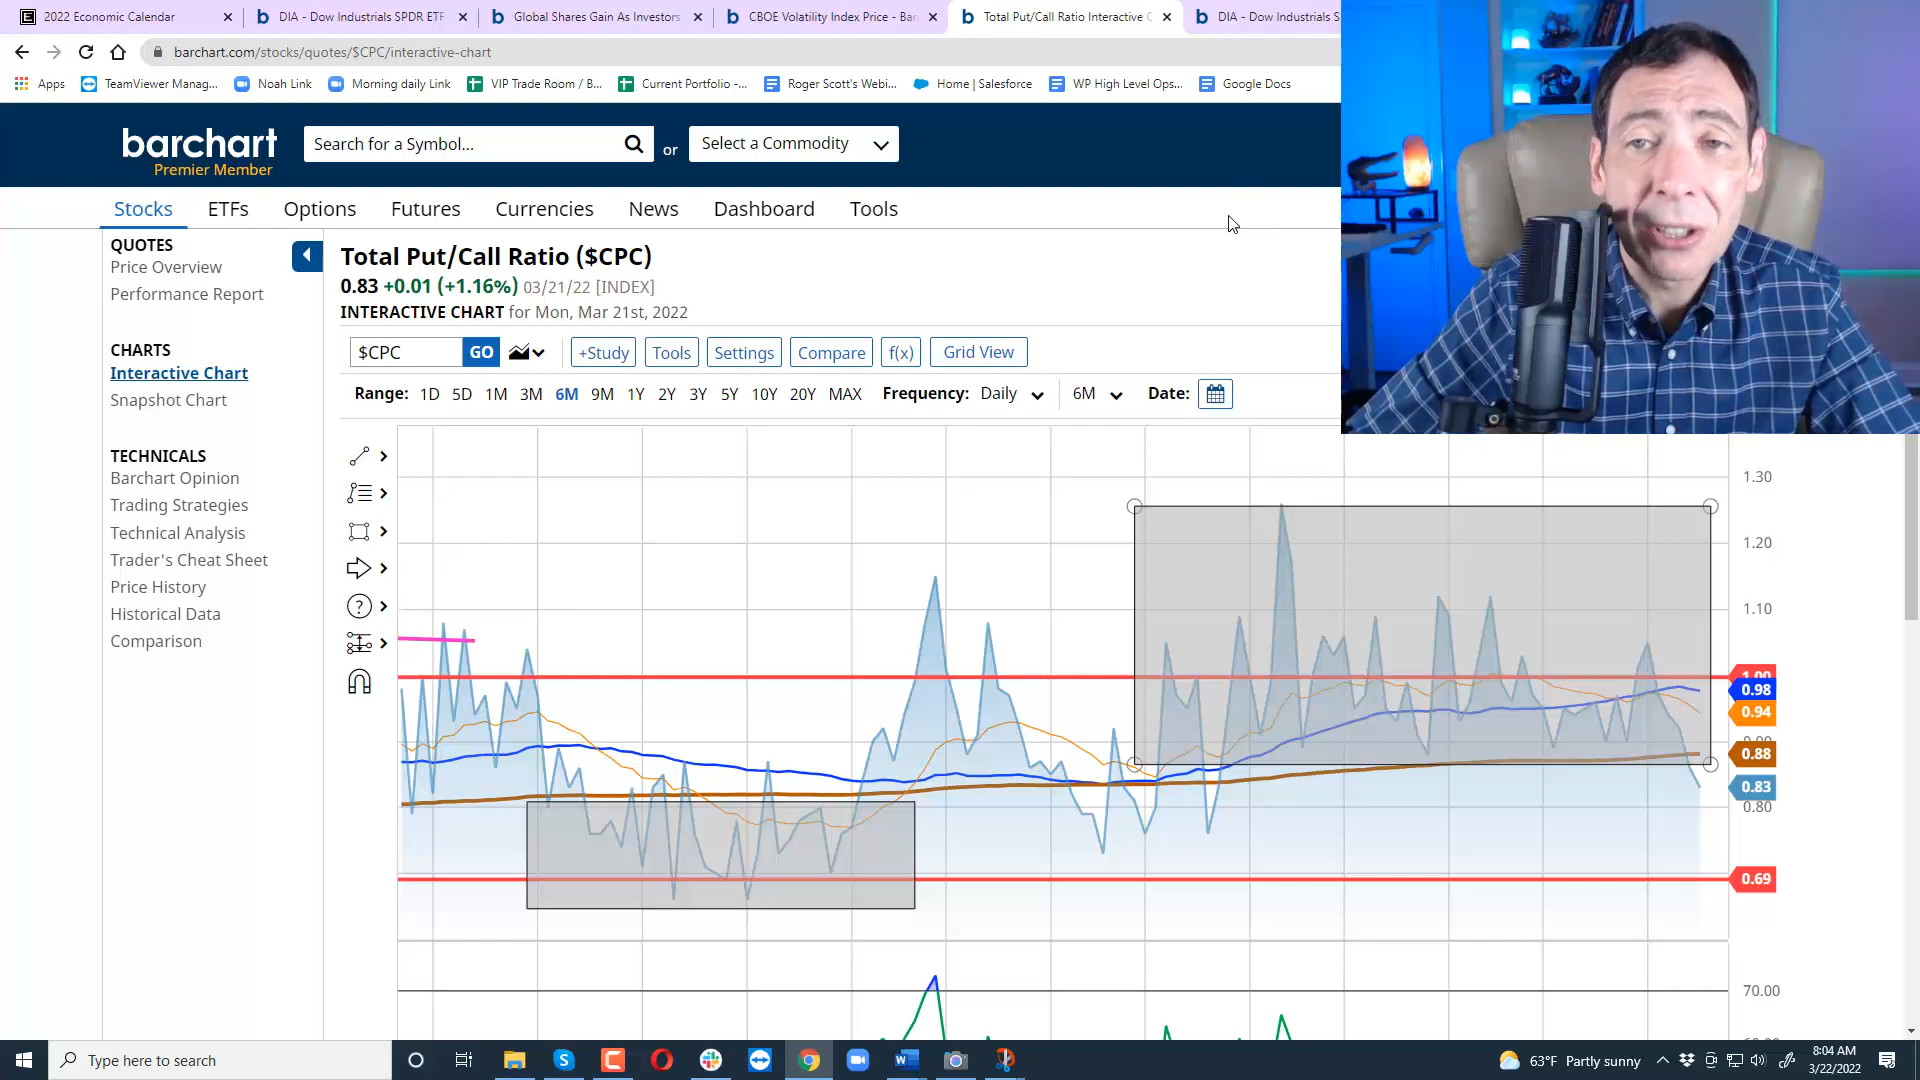 2022 Economic Calendar
DIA - Dow Industrials SPDR ETF
Global Shares Gain As Investors
CBOE Volatility Index Price - Ba
Total Put/Call Ratio Interactive C
DIA - Dow Industrials S
barchart.com/stocks/quotes/$CPC/interactive-chart
Apps
TeamViewer Manag...
Noah Link
Morning daily Link
VIP Trade Room / B...
Current Portfolio -...
Roger Scott's Webi...
Home | Salesforce
WP High Level Ops...
Google Docs
barchart
Premier Member
Search for a Symbol...
or
Select a Commodity
Stocks ETFs Options Futures Currencies News Dashboard Tools
QUOTES
Price Overview
Performance Report
CHARTS
Interactive Chart
Snapshot Chart
TECHNICALS
Barchart Opinion
Trading Strategies
Technical Analysis
Trader's Cheat Sheet
Price History
Historical Data
Comparison
Total Put/Call Ratio ($CPC)
0.83 +0.01 (+1.16%) 03/21/22 [INDEX]
INTERACTIVE CHART for Mon, Mar 21st, 2022
$CPC GO +Study Tools Settings Compare f(x) Grid View
Range: 1D 5D 1M 3M 6M 9M 1Y 2Y 3Y 5Y 10Y 20Y MAX Frequency: Daily 6M Date:
1.30
1.20
1.10
1.00
0.98
0.94
0.90
0.88
0.83
0.80
0.69
70.00
Type here to search
63°F Partly sunny
8:04 AM
3/22/2022